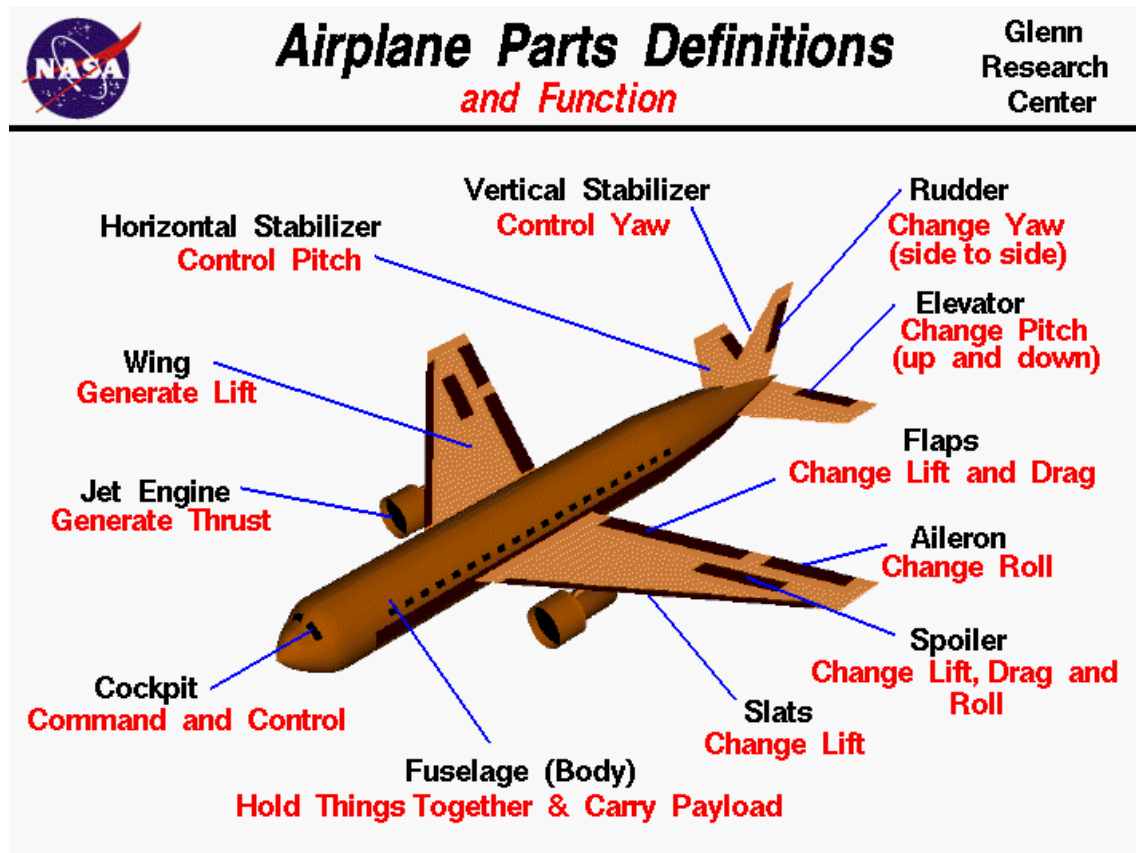 NASA
Airplane Parts Definitions
and Function
Glenn
Research
Center
Vertical Stabilizer
Control Yaw
Rudder
Change Yaw
(side to side)
Horizontal Stabilizer
Control Pitch
Elevator
Change Pitch
(up and down)
Wing
Generate Lift
Flaps
Change Lift and Drag
Jet Engine
Generate Thrust
Aileron
Change Roll
Spoiler
Change Lift, Drag and
Roll
Cockpit
Command and Control
Slats
Change Lift
Fuselage (Body)
Hold Things Together & Carry Payload